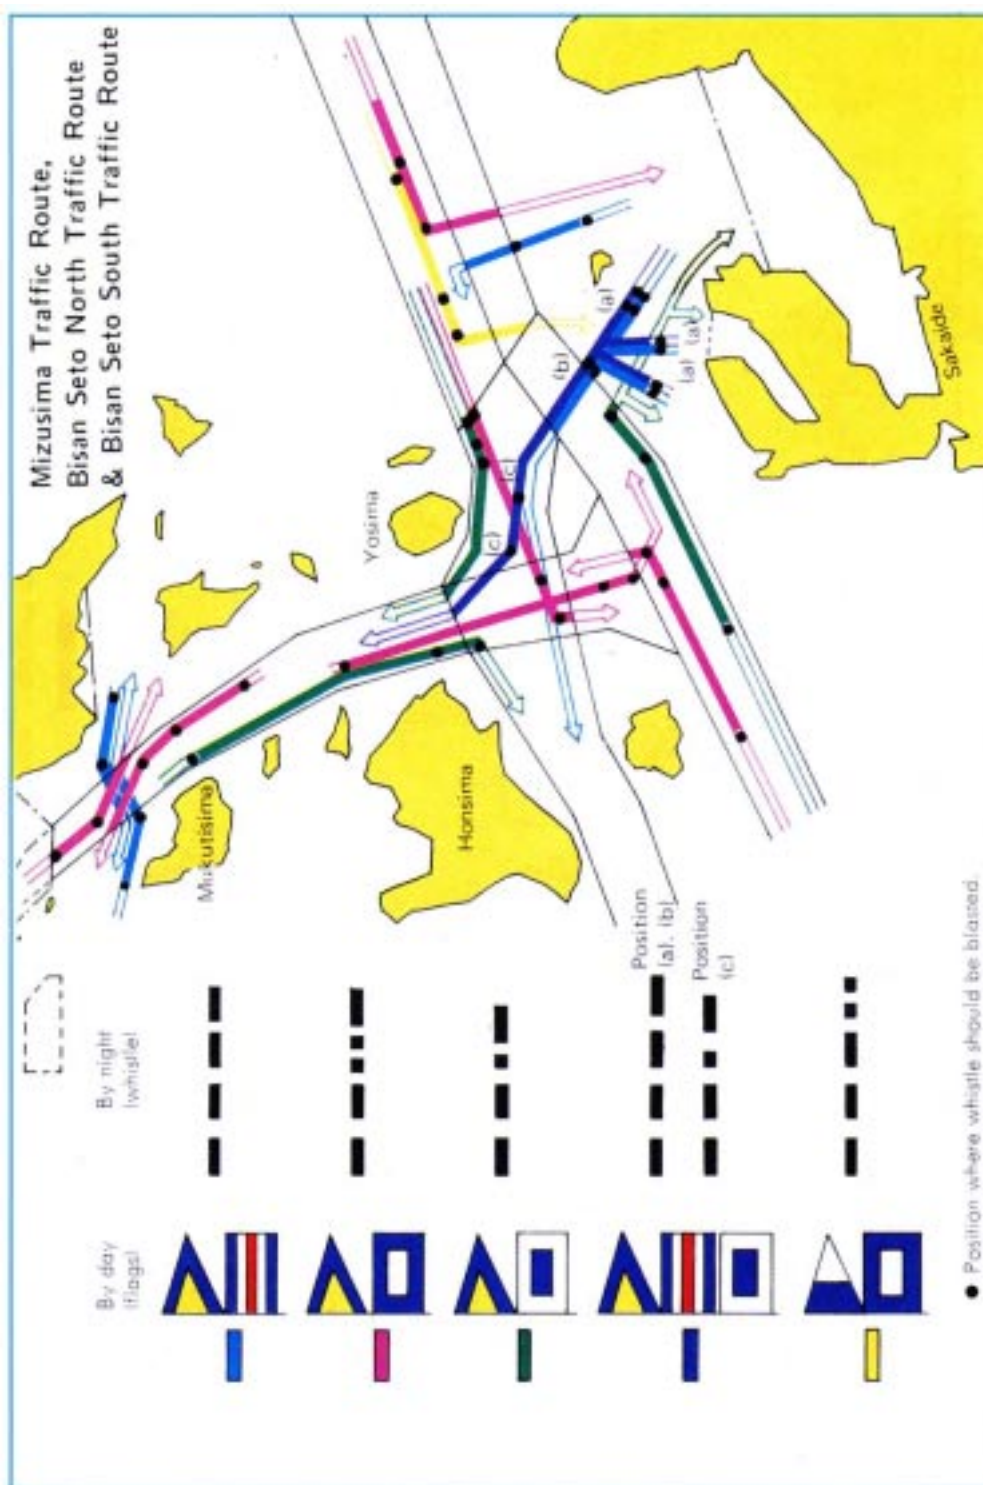 Mizusima Traffic Route,
Bisan Seto North Traffic Route
& Bisan Seto South Traffic Route
Mukutisima
Yosima
Honsima
Sakaide
(a)
(b)
(a)
(a)
(c)
(c)
By night
(whistle)
Position
(a). (b)
Position
(c)
By day
(flags)
● Position where whistle should be blasted.